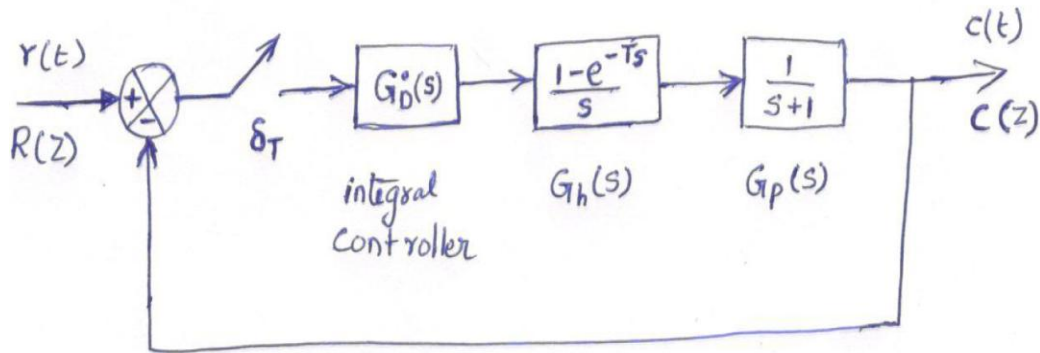 r(t)
R(Z)
+
-
δT
G*D(s)
integral
controller
1-e^-Ts
s
Gh(S)
1
S+1
Gp(S)
c(t)
C(Z)